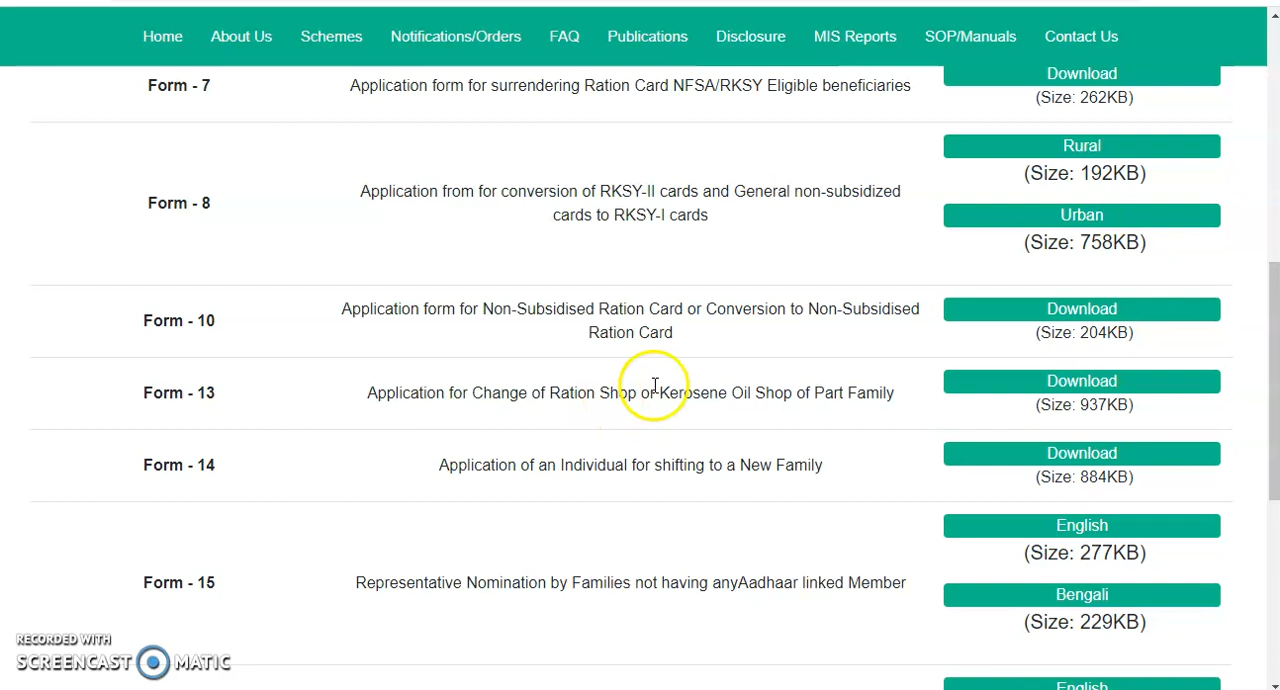 Home About Us Schemes Notifications/Orders FAQ Publications Disclosure MIS Reports SOP/Manuals Contact Us
Form - 7 Application form for surrendering Ration Card NFSA/RKSY Eligible beneficiaries Download
(Size: 262KB)
Rural
(Size: 192KB)
Form - 8 Application from for conversion of RKSY-II cards and General non-subsidized
cards to RKSY-I cards
Urban
(Size: 758KB)
Form - 10 Application form for Non-Subsidised Ration Card or Conversion to Non-Subsidised
Ration Card
Download
(Size: 204KB)
Form - 13 Application for Change of Ration Shop or Kerosene Oil Shop of Part Family Download
(Size: 937KB)
Form - 14 Application of an Individual for shifting to a New Family Download
(Size: 884KB)
English
(Size: 277KB)
Form - 15 Representative Nomination by Families not having anyAadhaar linked Member
Bengali
(Size: 229KB)
English
RECORDED WITH
SCREENCAST MATIC